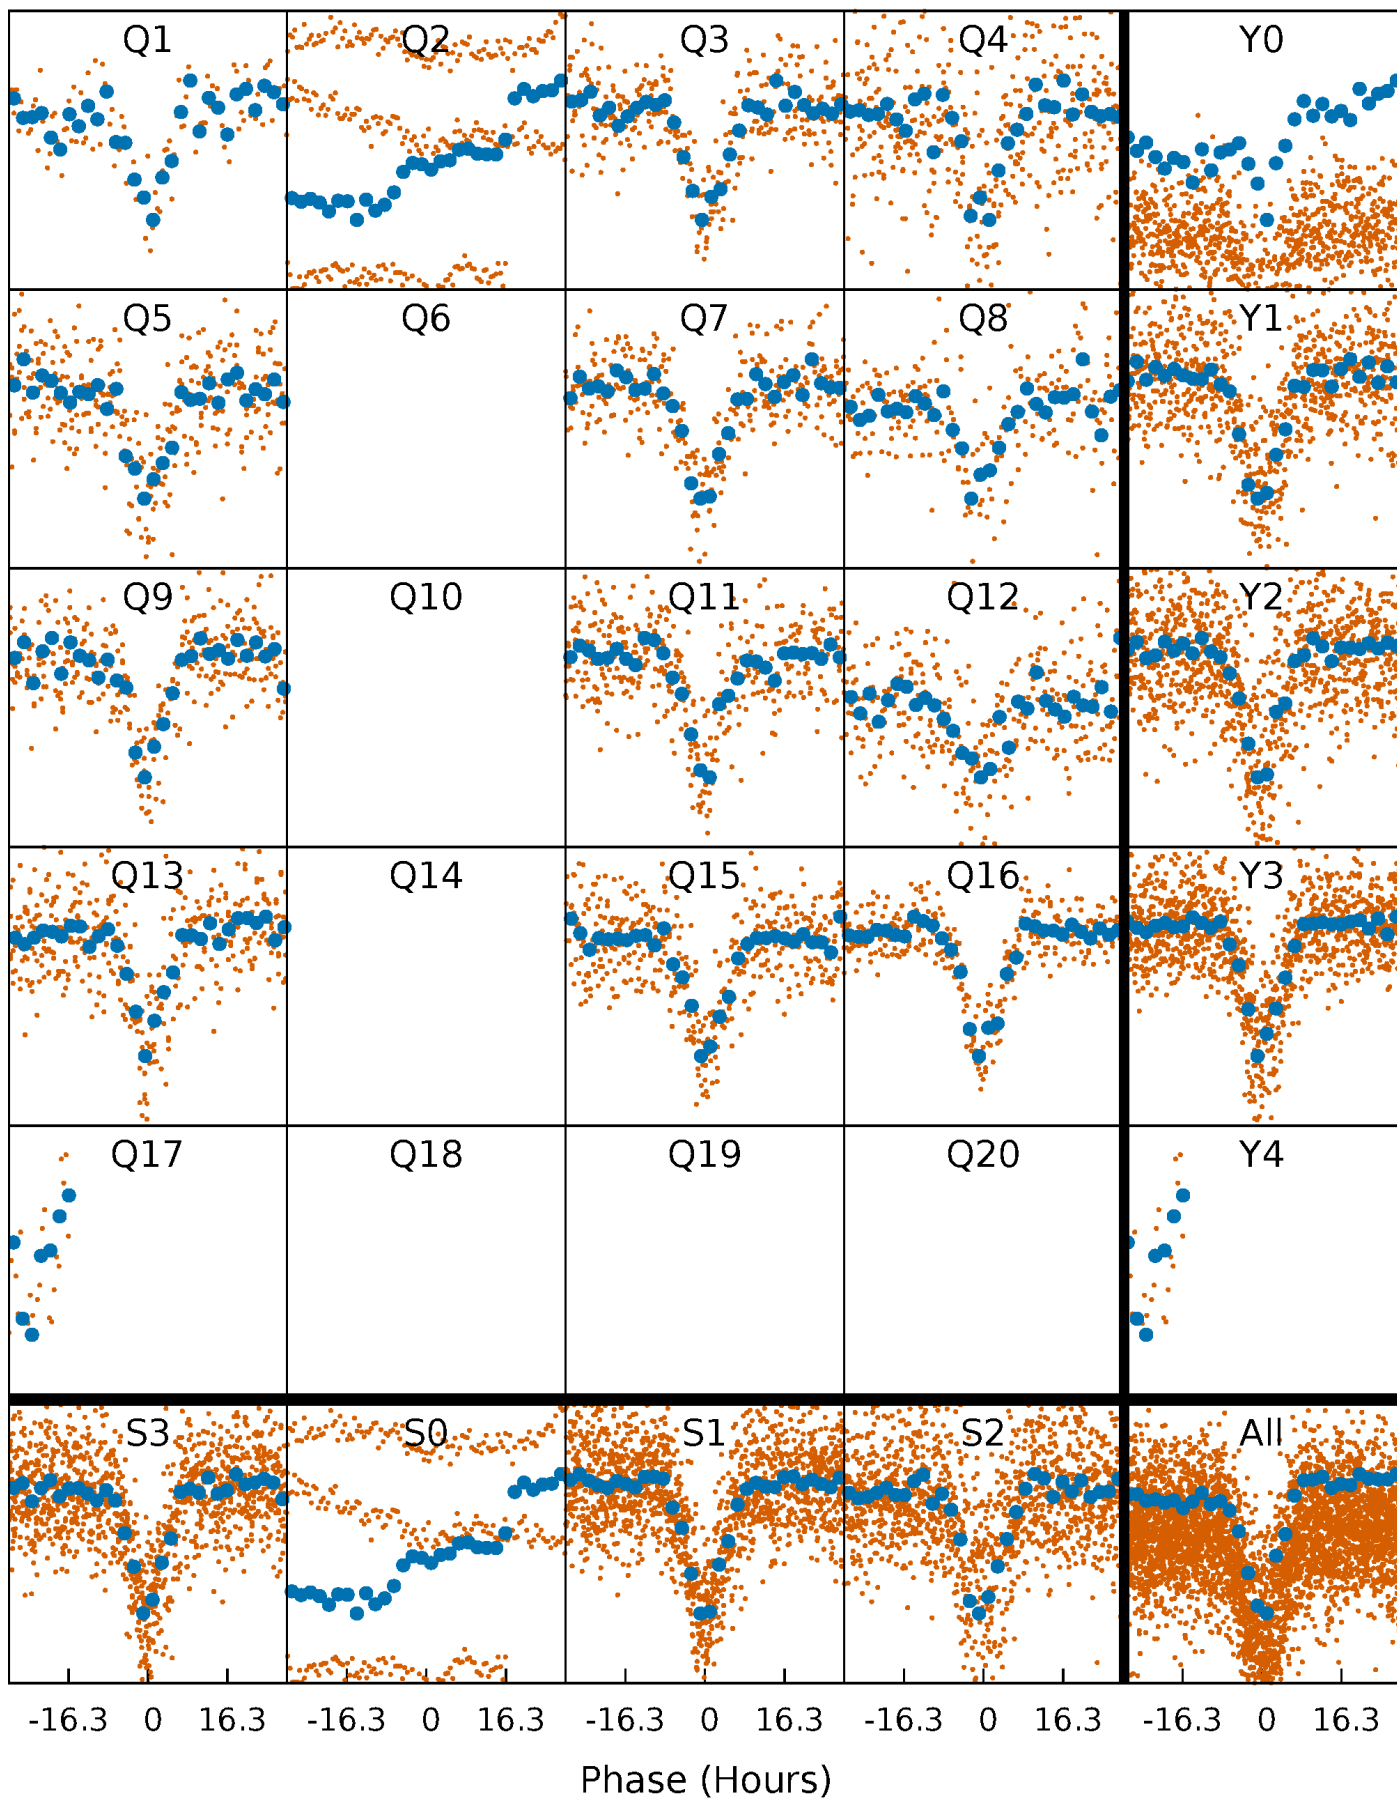 Q1 Q2 Q3 Q4 Y0
Q5 Q6 Q7 Q8 Y1
Q9 Q10 Q11 Q12 Y2
Q13 Q14 Q15 Q16 Y3
Q17 Q18 Q19 Q20 Y4
S3 S0 S1 S2 All
-16.3 0 16.3 -16.3 0 16.3 -16.3 0 16.3 -16.3 0 16.3 -16.3 0 16.3
Phase (Hours)